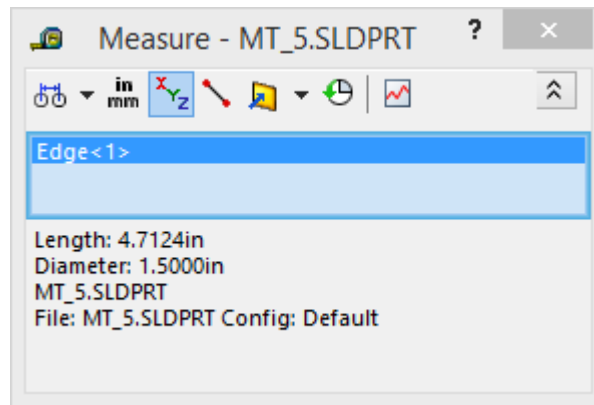 Measure - MT_5.SLDPRT ? ×
in
mm
X Y Z
Edge<1>
Length: 4.7124in
Diameter: 1.5000in
MT_5.SLDPRT
File: MT_5.SLDPRT Config: Default